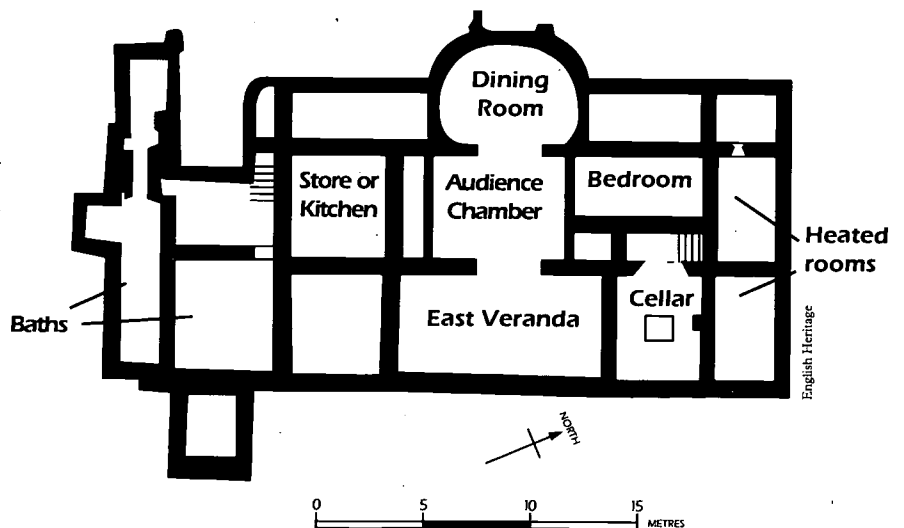 Dining
Room
Store or
Kitchen
Audience
Chamber
Bedroom
Heated
rooms
Cellar
East Veranda
Baths
English Heritage
NORTH
0 5 10 15
METRES